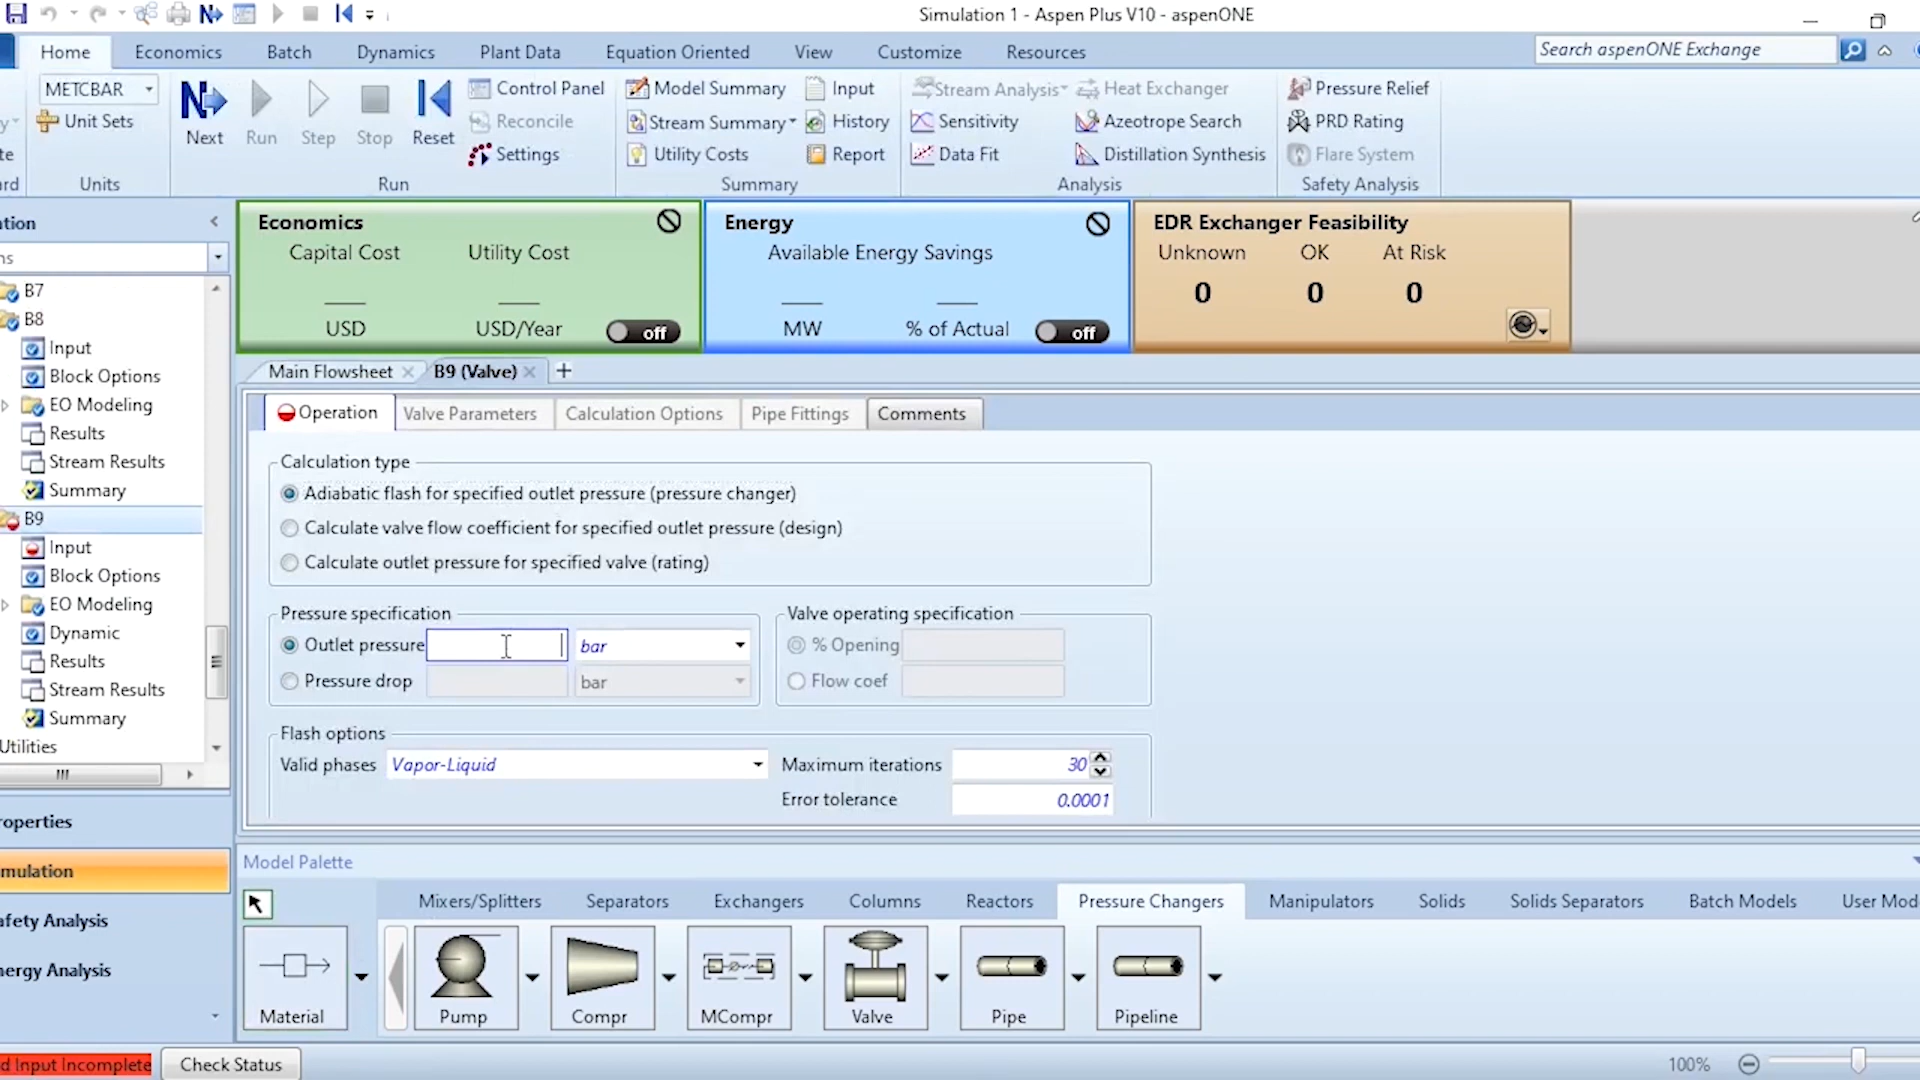 Simulation 1 - Aspen Plus V10 - aspenONE
Home Economics Batch Dynamics Plant Data Equation Oriented View Customize Resources
Search aspenONE Exchange
METCBAR
Unit Sets
Units
Next Run Step Stop Reset
Control Panel
Reconcile
Settings
Run
Model Summary Input
Stream Summary History
Utility Costs Report
Summary
Stream Analysis Heat Exchanger
Sensitivity Azeotrope Search
Data Fit Distillation Synthesis
Analysis
Pressure Relief
PRD Rating
Flare System
Safety Analysis
tion
ns
B7
B8
Input
Block Options
EO Modeling
Results
Stream Results
Summary
B9
Input
Block Options
EO Modeling
Dynamic
Results
Stream Results
Summary
Utilities
roperties
mulation
afety Analysis
nergy Analysis
Economics
Capital Cost Utility Cost
USD USD/Year off
Energy
Available Energy Savings
MW % of Actual off
EDR Exchanger Feasibility
Unknown OK At Risk
0 0 0
Main Flowsheet B9 (Valve)
Operation Valve Parameters Calculation Options Pipe Fittings Comments
Calculation type
Adiabatic flash for specified outlet pressure (pressure changer)
Calculate valve flow coefficient for specified outlet pressure (design)
Calculate outlet pressure for specified valve (rating)
Pressure specification
Outlet pressure bar
Pressure drop bar
Valve operating specification
% Opening
Flow coef
Flash options
Valid phases Vapor-Liquid Maximum iterations 30
Error tolerance 0.0001
Model Palette
Mixers/Splitters Separators Exchangers Columns Reactors Pressure Changers Manipulators Solids Solids Separators Batch Models User Mod
Material Pump Compr MCompr Valve Pipe Pipeline
d Input Incomplete Check Status 100%